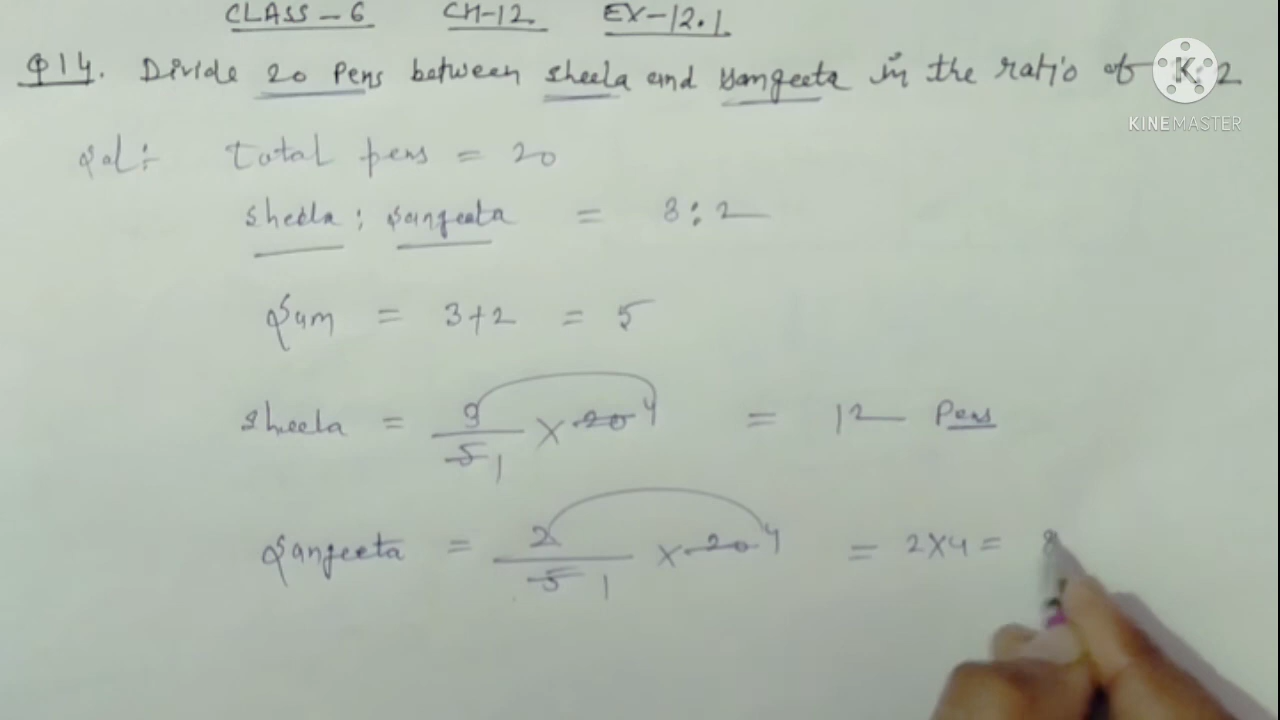 CLASS-6 CH-12. EX-12.1
Q14. Divide 20 Pens between Sheela and Sangeeta in the ratio of 2
K
KINEMASTER
Sol:- Total pens = 20
Sheela : Sangeeta = 3:2
Sum = 3+2 = 5
Sheela = 3/5 1 × 20 4 = 12 Pens
Sangeeta = 2/5 1 × 20 4 = 2×4 = 8